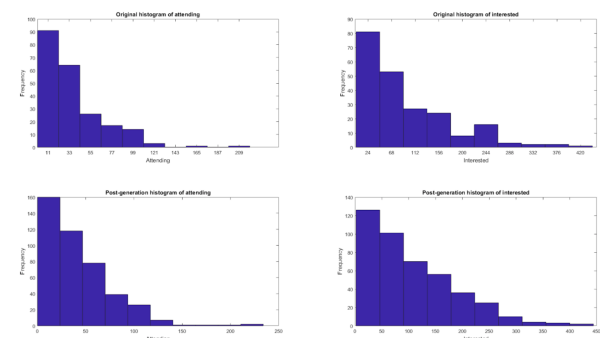 Original histogram of attending
100
90
80
70
60
50
40
30
20
10
0
Frequency
11 33 55 77 99 121 143 165 187 209
Attending
Original histogram of interested
90
80
70
60
50
40
30
20
10
0
Frequency
24 68 112 156 200 244 288 332 376 420
Interested
Post-generation histogram of attending
160
140
120
100
80
60
40
20
0
Frequency
0 50 100 150 200 250
Attending
Post-generation histogram of interested
140
120
100
80
60
40
20
0
Frequency
0 50 100 150 200 250 300 350 400 450
Interested